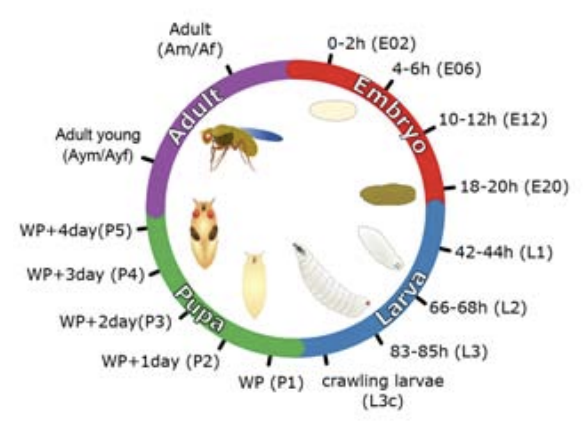 Adult
(Am/Af)
0-2h (E02)
4-6h (E06)
Embryo
10-12h (E12)
18-20h (E20)
42-44h (L1)
Larva
66-68h (L2)
83-85h (L3)
crawling larvae
(L3c)
WP (P1)
WP+1day (P2)
Pupa
WP+2day(P3)
WP+3day (P4)
WP+4day(P5)
Adult young
(Aym/Ayf)
Adult